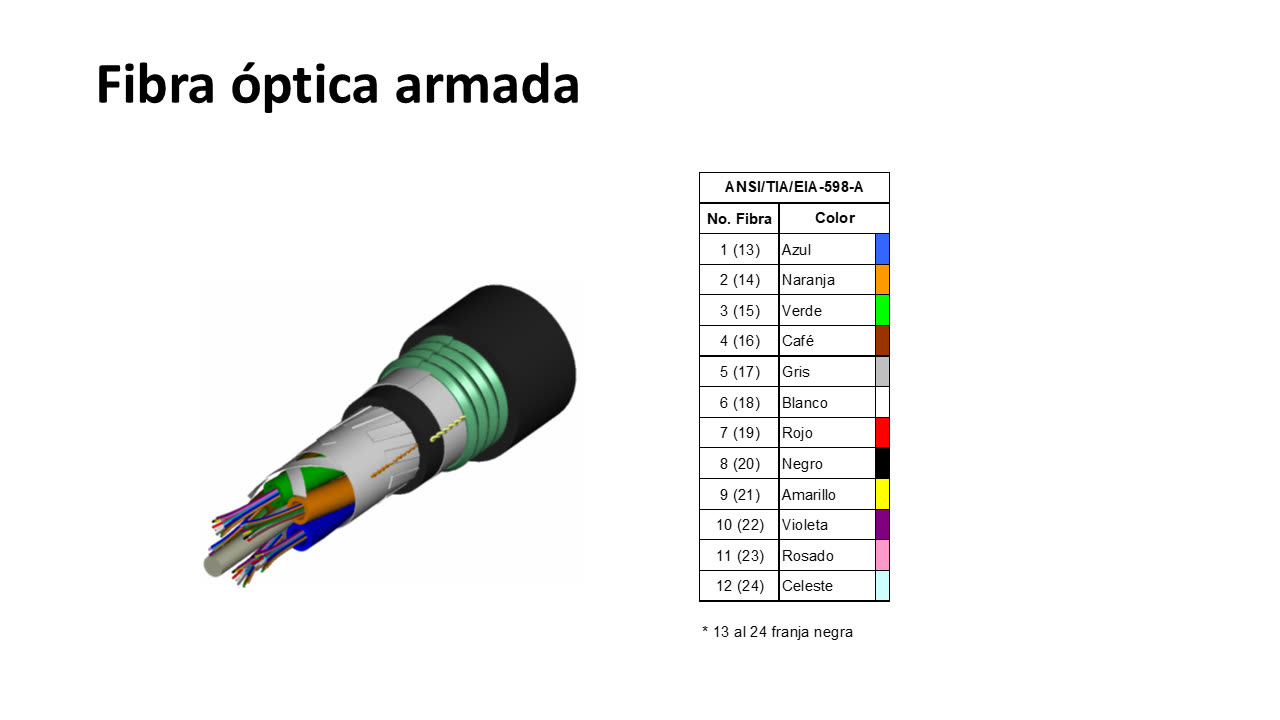 Fibra óptica armada
ANSI/TIA/EIA-598-A
No. Fibra Color
1 (13) Azul
2 (14) Naranja
3 (15) Verde
4 (16) Café
5 (17) Gris
6 (18) Blanco
7 (19) Rojo
8 (20) Negro
9 (21) Amarillo
10 (22) Violeta
11 (23) Rosado
12 (24) Celeste
* 13 al 24 franja negra